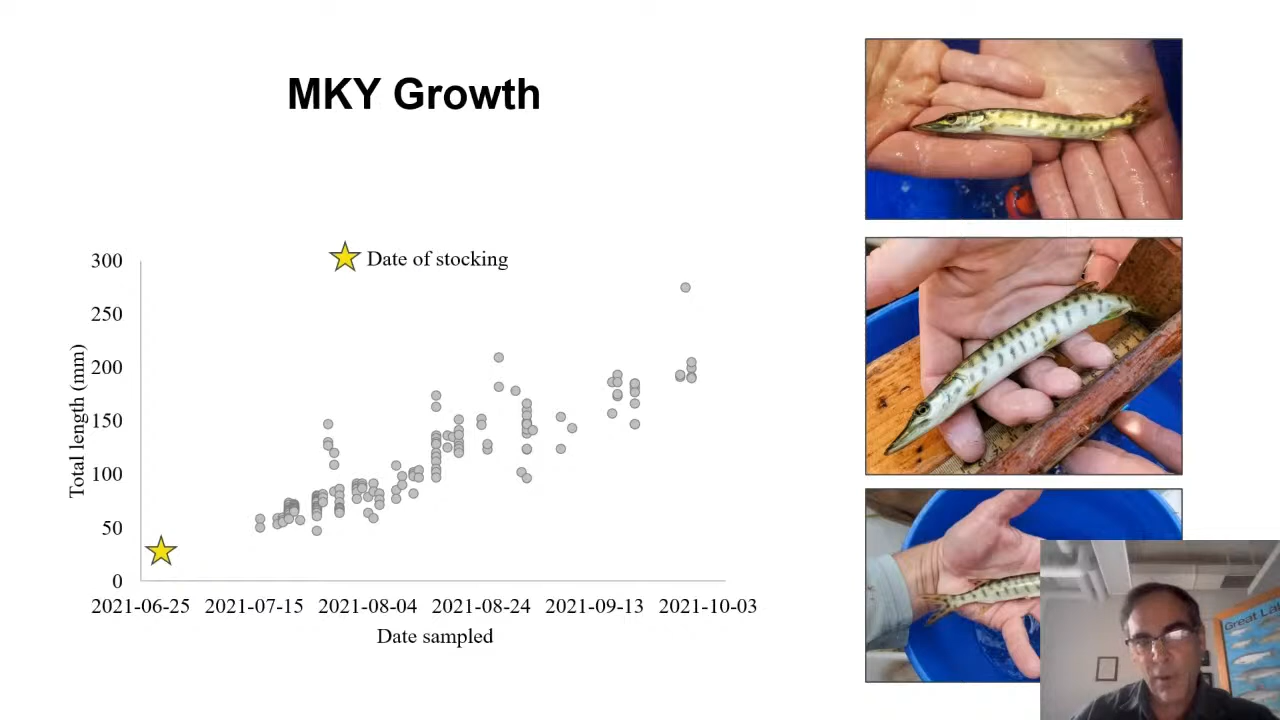 MKY Growth
Date of stocking
Total length (mm)
300
250
200
150
100
50
0
2021-06-25 2021-07-15 2021-08-04 2021-08-24 2021-09-13 2021-10-03
Date sampled
Great